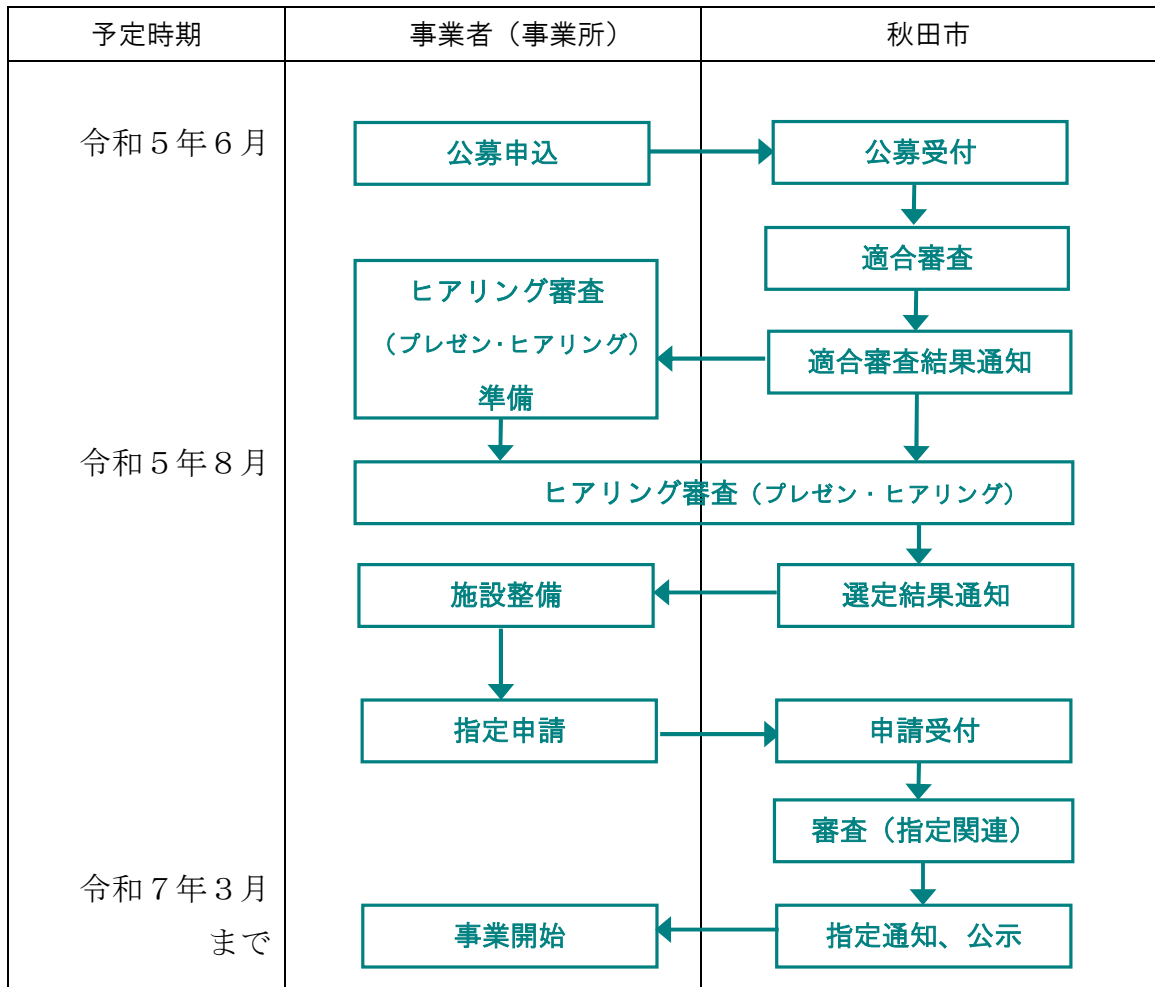 予定時期
事業者（事業所）
秋田市
令和５年６月
公募申込
公募受付
適合審査
ヒアリング審査
（プレゼン・ヒアリング）
準備
適合審査結果通知
令和５年８月
ヒアリング審査（プレゼン・ヒアリング）
施設整備
選定結果通知
指定申請
申請受付
審査（指定関連）
令和７年３月
まで
事業開始
指定通知、公示